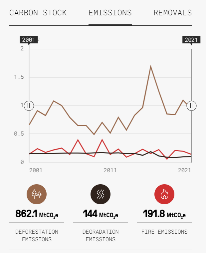 CARBON STOCK EMISSIONS REMOVALS
2001 2021
2
1.5
1
0.5
0
2001 2011 2021
862.1 MtCO₂e 144 MtCO₂e 191.8 MtCO₂e
DEFORESTATION DEGRADATION FIRE EMISSIONS
EMISSIONS EMISSIONS